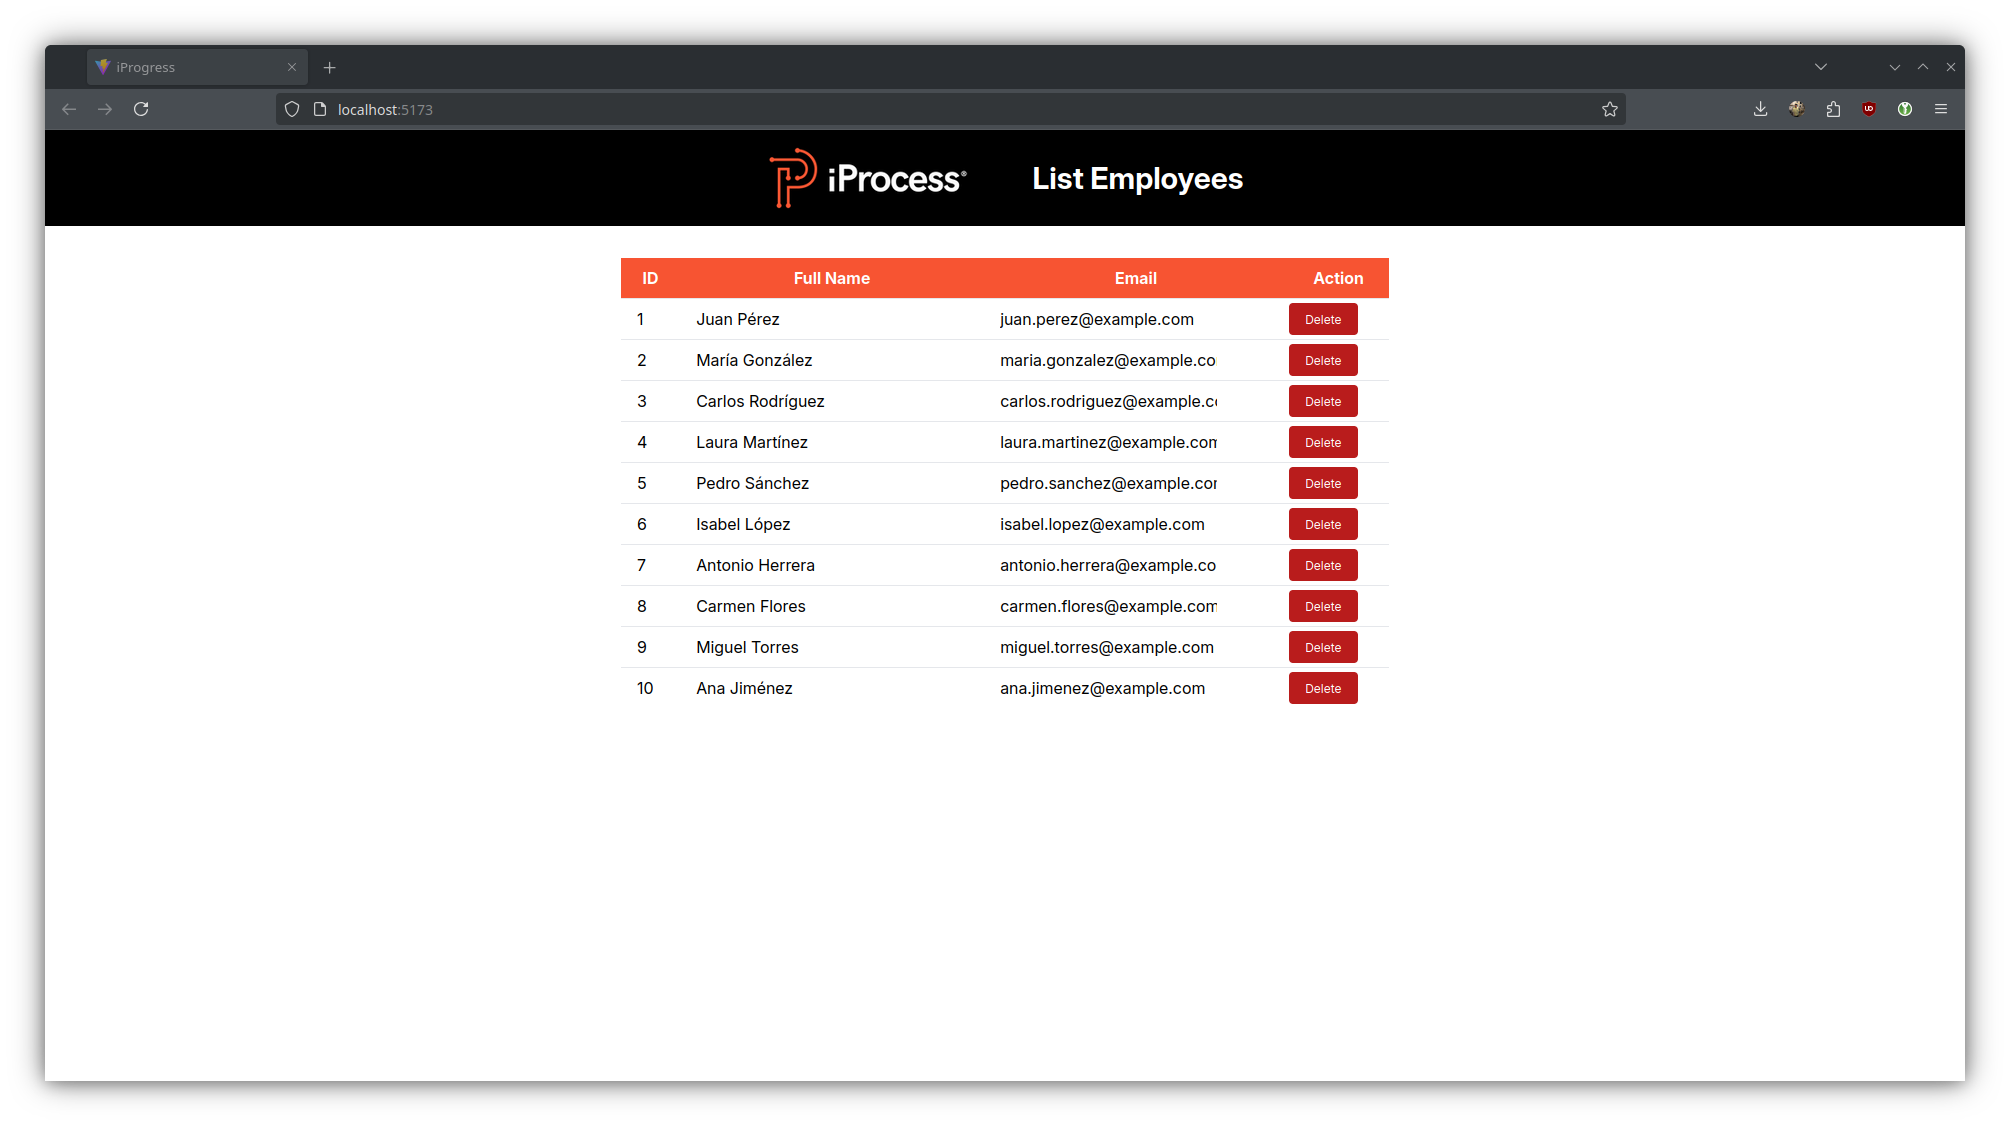 iProgress
localhost:5173
iProcess® List Employees
ID Full Name Email Action
1 Juan Pérez juan.perez@example.com Delete
2 María González maria.gonzalez@example.co Delete
3 Carlos Rodríguez carlos.rodriguez@example.c Delete
4 Laura Martínez laura.martinez@example.com Delete
5 Pedro Sánchez pedro.sanchez@example.co Delete
6 Isabel López isabel.lopez@example.com Delete
7 Antonio Herrera antonio.herrera@example.co Delete
8 Carmen Flores carmen.flores@example.com Delete
9 Miguel Torres miguel.torres@example.com Delete
10 Ana Jiménez ana.jimenez@example.com Delete